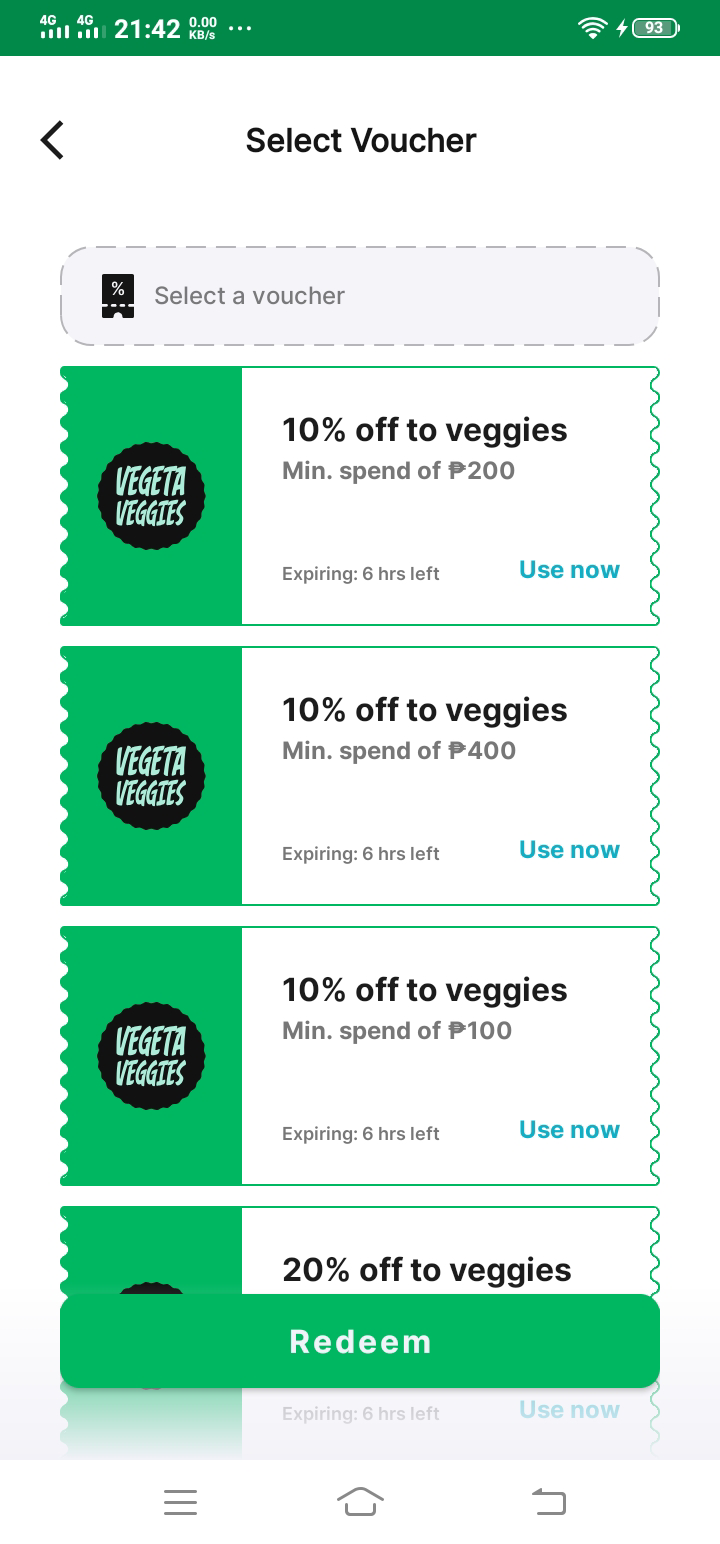 4G 4G 21:42 0.00 KB/s ... 93
Select Voucher
% Select a voucher
VEGETA
VEGGIES
10% off to veggies
Min. spend of ₱200
Expiring: 6 hrs left
Use now
VEGETA
VEGGIES
10% off to veggies
Min. spend of ₱400
Expiring: 6 hrs left
Use now
VEGETA
VEGGIES
10% off to veggies
Min. spend of ₱100
Expiring: 6 hrs left
Use now
20% off to veggies
Redeem
Expiring: 6 hrs left
Use now